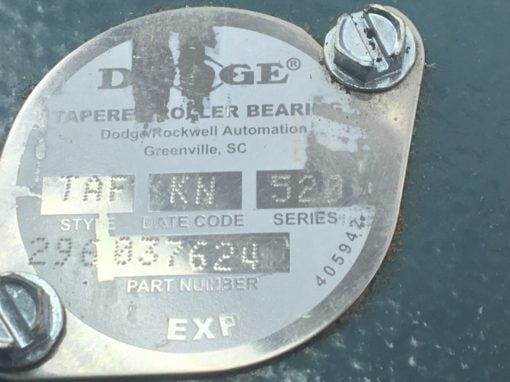 DODGE®
TAPERED ROLLER BEARING
Dodge/Rockwell Automation
Greenville, SC
TAF KN 520
STYLE DATE CODE SERIES
296037624
PART NUMBER
405942
EXP